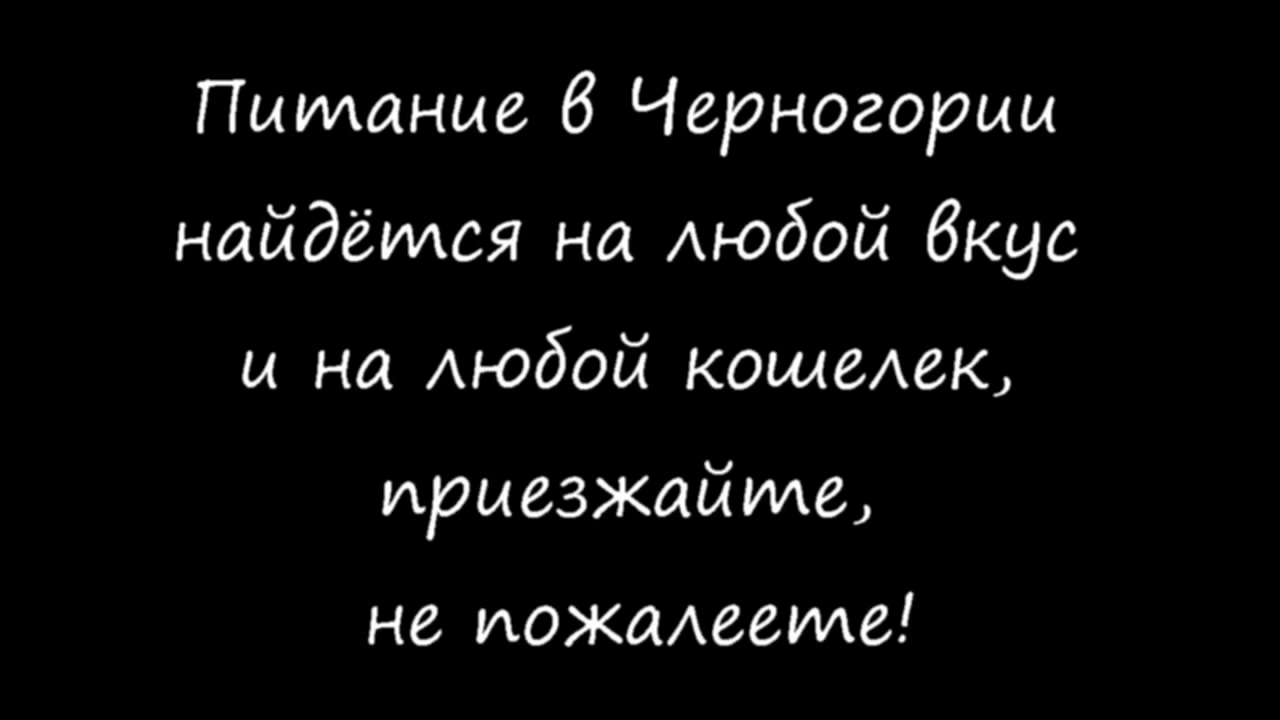 Питание в Черногории
найдётся на любой вкус
и на любой кошелек,
приезжайте,
не пожалеете!